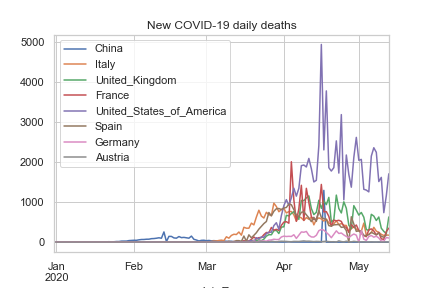 New COVID-19 daily deaths
5000
4000
3000
2000
1000
0
China
Italy
United_Kingdom
France
United_States_of_America
Spain
Germany
Austria
Jan
2020
Feb
Mar
Apr
May